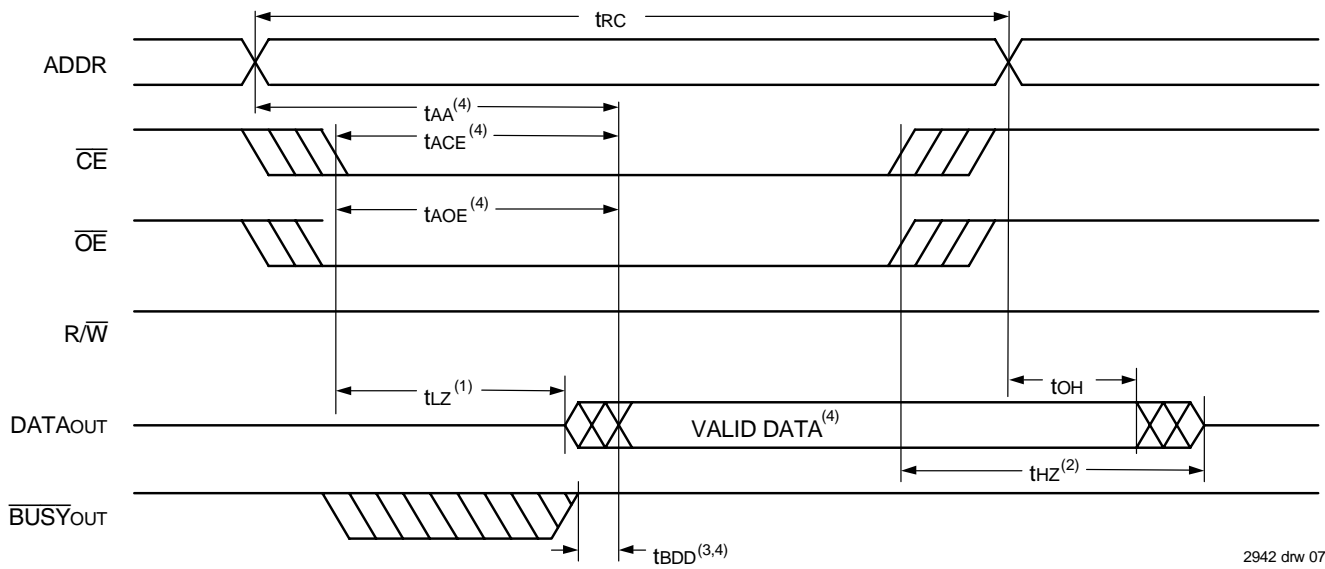 tRC
ADDR
tAA(4)
tACE(4)
CE
tAOE(4)
OE
R/W
tLZ(1)
tOH
DATAOUT
VALID DATA(4)
tHZ(2)
BUSYOUT
tBDD(3,4)
2942 drw 07